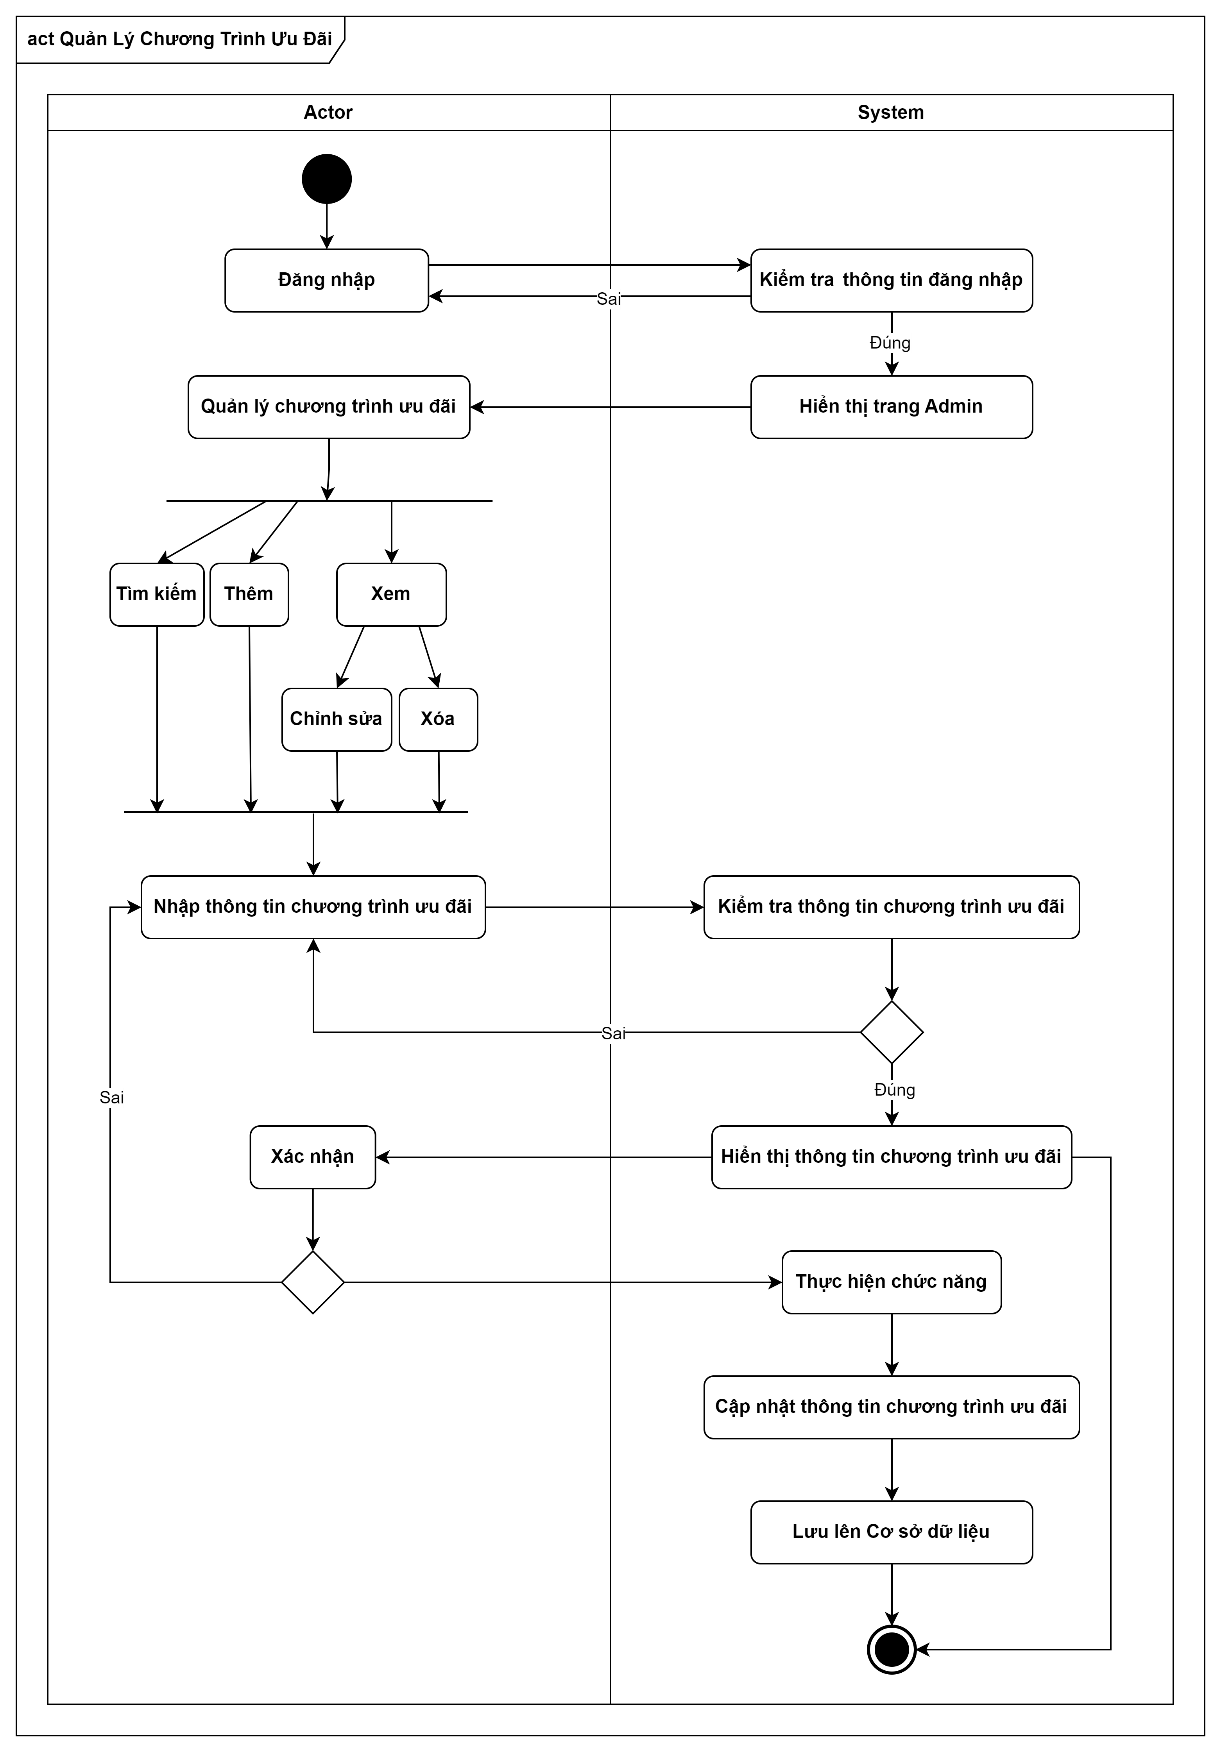 act Quản Lý Chương Trình Ưu Đãi
Actor
System
Đăng nhập
Kiểm tra thông tin đăng nhập
Sai
Đúng
Quản lý chương trình ưu đãi
Hiển thị trang Admin
Tìm kiếm
Thêm
Xem
Chỉnh sửa
Xóa
Nhập thông tin chương trình ưu đãi
Kiểm tra thông tin chương trình ưu đãi
Sai
Đúng
Sai
Xác nhận
Hiển thị thông tin chương trình ưu đãi
Thực hiện chức năng
Cập nhật thông tin chương trình ưu đãi
Lưu lên Cơ sở dữ liệu